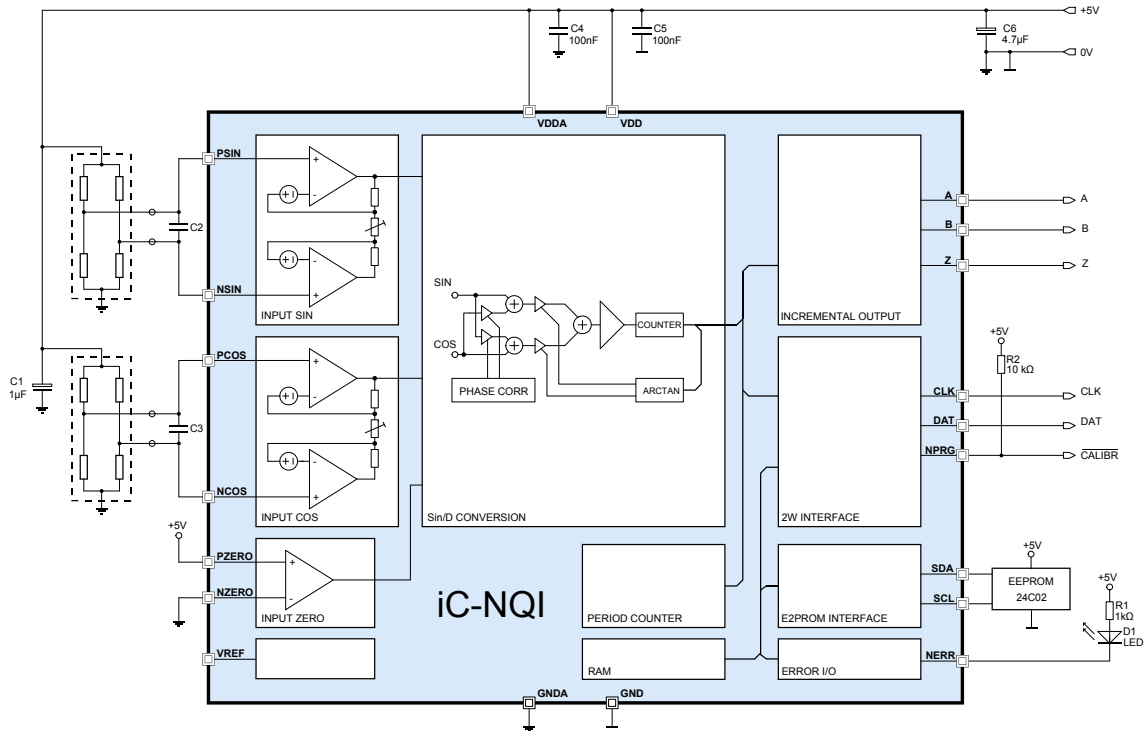 +5V
C4
100nF
C5
100nF
C6
4.7µF
0V
VDDA
VDD
PSIN
+
-
+
-
C2
-
+
+
NSIN
INPUT SIN
PCOS
+
-
+
-
C1
1µF
C3
-
+
+
NCOS
INPUT COS
+5V
PZERO
+
-
NZERO
INPUT ZERO
VREF
SIN
COS
+
+
+
COUNTER
PHASE CORR
ARCTAN
Sin/D CONVERSION
A
A
B
B
Z
Z
INCREMENTAL OUTPUT
+5V
R2
10 kΩ
CLK
CLK
DAT
DAT
NPRG
CALIBR
2W INTERFACE
iC-NQI
PERIOD COUNTER
RAM
+5V
SDA
EEPROM
24C02
SCL
E2PROM INTERFACE
+5V
R1
1kΩ
D1
LED
NERR
ERROR I/O
GNDA
GND